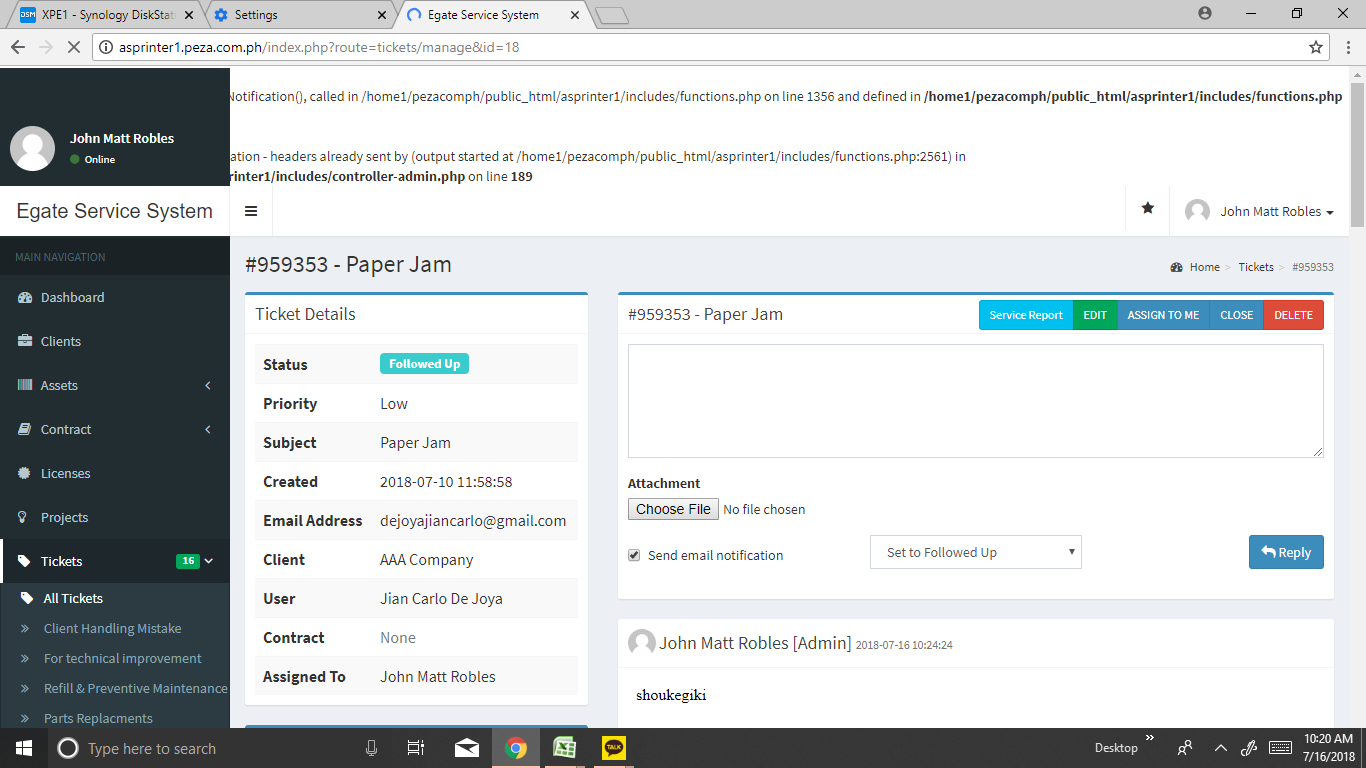 XPE1 - Synology DiskStat
Settings
Egate Service System
asprinter1.peza.com.ph/index.php?route=tickets/manage&id=18
Notification(), called in /home1/pezacomph/public_html/asprinter1/includes/functions.php on line 1356 and defined in /home1/pezacomph/public_html/asprinter1/includes/functions.php
John Matt Robles
Online
ation - headers already sent by (output started at /home1/pezacomph/public_html/asprinter1/includes/functions.php:2561) in
rinter1/includes/controller-admin.php on line 189
Egate Service System
John Matt Robles
MAIN NAVIGATION
Dashboard
Clients
Assets
Contract
Licenses
Projects
Tickets 16
All Tickets
Client Handling Mistake
For technical improvement
Refill & Preventive Maintenance
Parts Replacments
#959353 - Paper Jam
Home > Tickets > #959353
Ticket Details
Status Followed Up
Priority Low
Subject Paper Jam
Created 2018-07-10 11:58:58
Email Address dejoyajiancarlo@gmail.com
Client AAA Company
User Jian Carlo De Joya
Contract None
Assigned To John Matt Robles
#959353 - Paper Jam
Service Report EDIT ASSIGN TO ME CLOSE DELETE
Attachment
Choose File No file chosen
Send email notification Set to Followed Up Reply
John Matt Robles [Admin] 2018-07-16 10:24:24
shoukegiki
Type here to search
TALK
Desktop
10:20 AM
7/16/2018